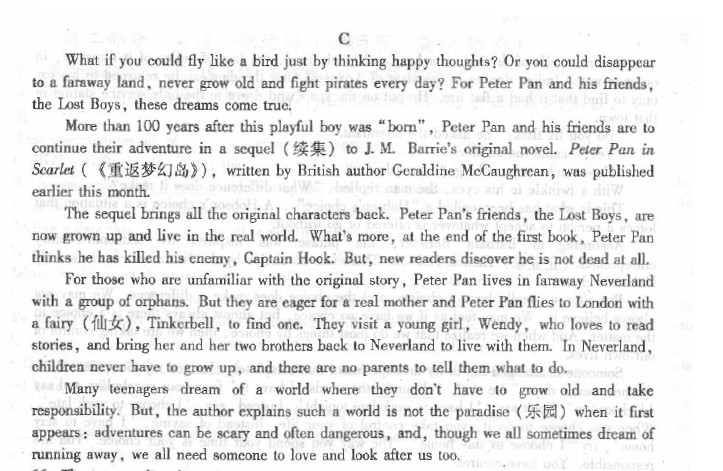 C
What if you could fly like a bird just by thinking happy thoughts? Or you could disappear
to a faraway land, never grow old and fight pirates every day? For Peter Pan and his friends,
the Lost Boys, these dreams come true.
More than 100 years after this playful boy was "born", Peter Pan and his friends are to
continue their adventure in a sequel (续集) to J. M. Barrie's original novel. Peter Pan in
Scarlet (《重返梦幻岛》), written by British author Geraldine McCaughrean, was published
earlier this month.
The sequel brings all the original characters back. Peter Pan's friends, the Lost Boys, are
now grown up and live in the real world. What's more, at the end of the first book, Peter Pan
thinks he has killed his enemy, Captain Hook. But, new readers discover he is not dead at all.
For those who are unfamiliar with the original story, Peter Pan lives in faraway Neverland
with a group of orphans. But they are eager for a real mother and Peter Pan flies to London with
a fairy (仙女), Tinkerbell, to find one. They visit a young girl, Wendy, who loves to read
stories, and bring her and her two brothers back to Neverland to live with them. In Neverland,
children never have to grow up, and there are no parents to tell them what to do.
Many teenagers dream of a world where they don't have to grow old and take
responsibility. But, the author explains such a world is not the paradise (乐园) when it first
appears: adventures can be scary and often dangerous, and, though we all sometimes dream of
running away, we all need someone to love and look after us too.